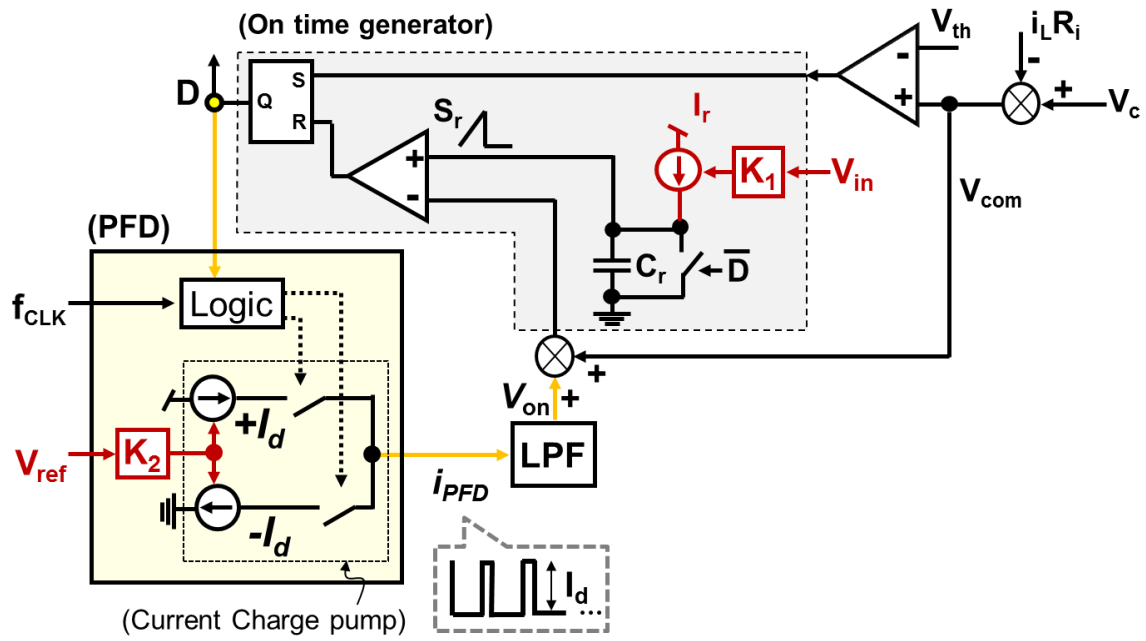 (On time generator)
V_th
i_L R_i
-
-
+
+
V_c
D
Q
S
R
S_r
+
-
I_r
K_1
V_in
V_com
(PFD)
C_r
D̅
f_CLK
Logic
+
V_on
+
+I_d
V_ref
K_2
LPF
i_PFD
-I_d
I_d
...
(Current Charge pump)